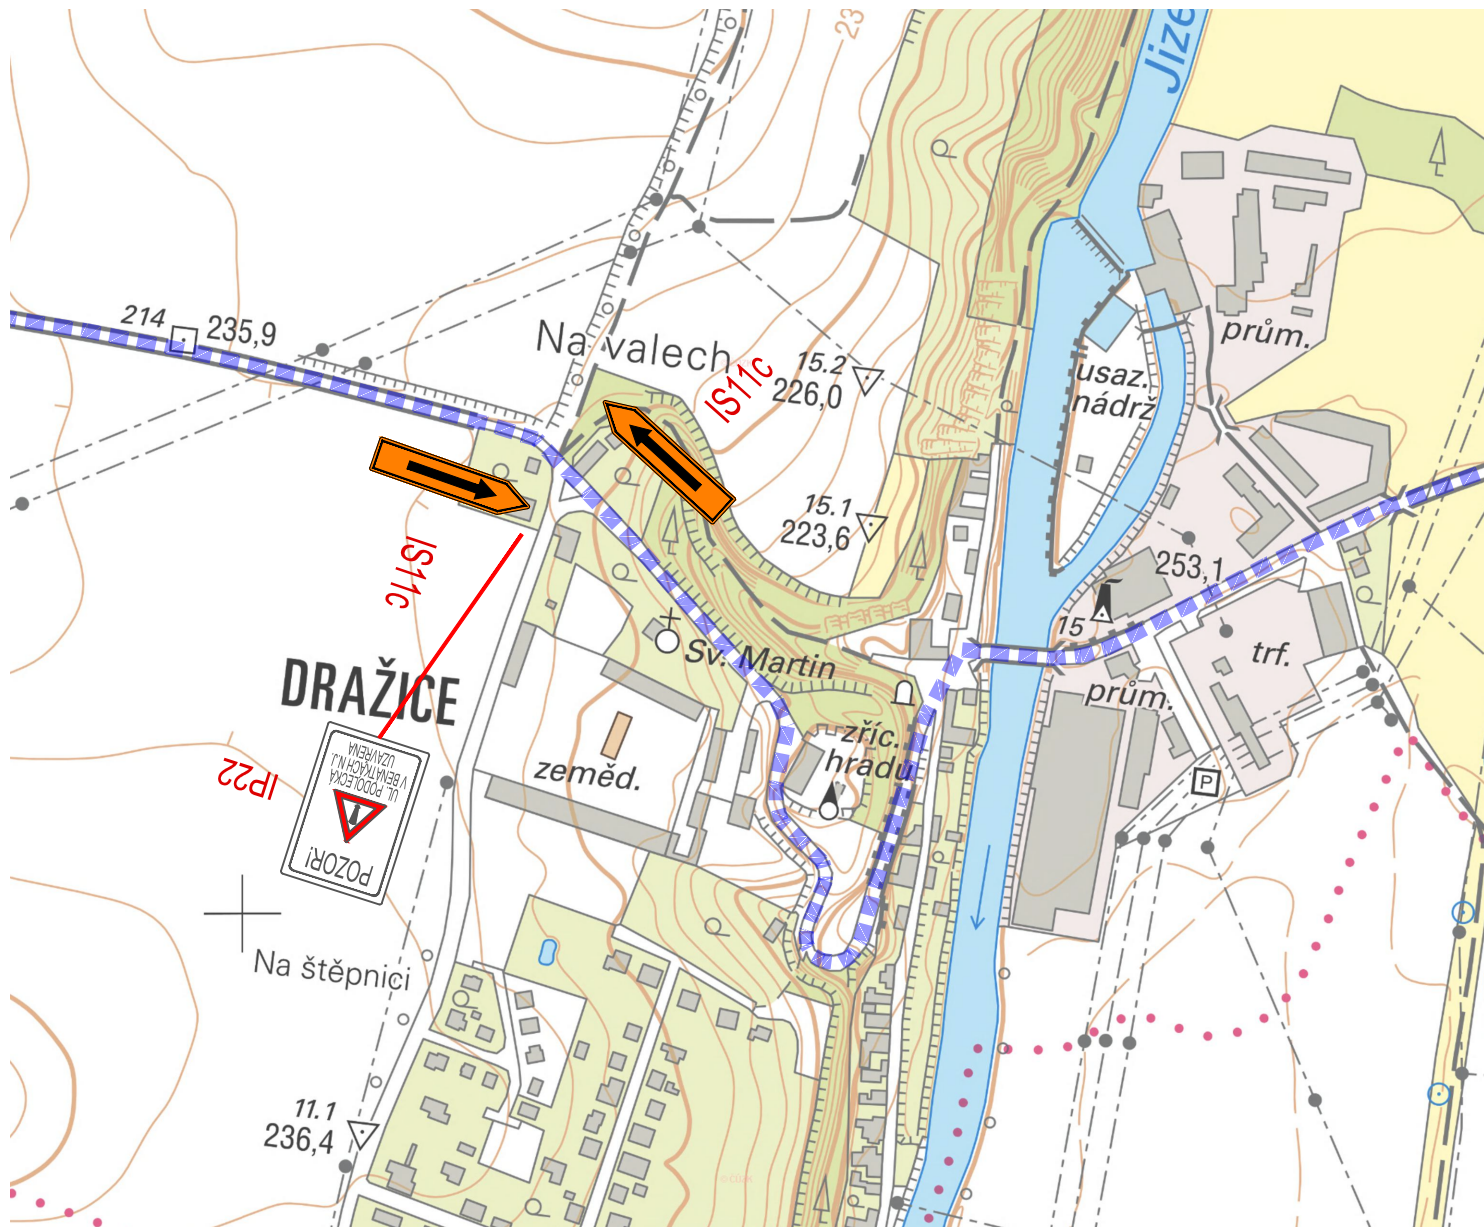 23
Jize
214
235,9
Na valech
15.2
226,0
IS11c
usaz.
nádrž
prům.
15.1
223,6
IS11c
253,1
15
trf.
Sv. Martin
DRAŽICE
prům.
zříc.
hradu
zeměd.
P
IP22
POZOR!
UL. PODOLECKÁ
V BENÁTKÁCH N.J.
UZAVŘENA
Na štěpnici
11.1
236,4